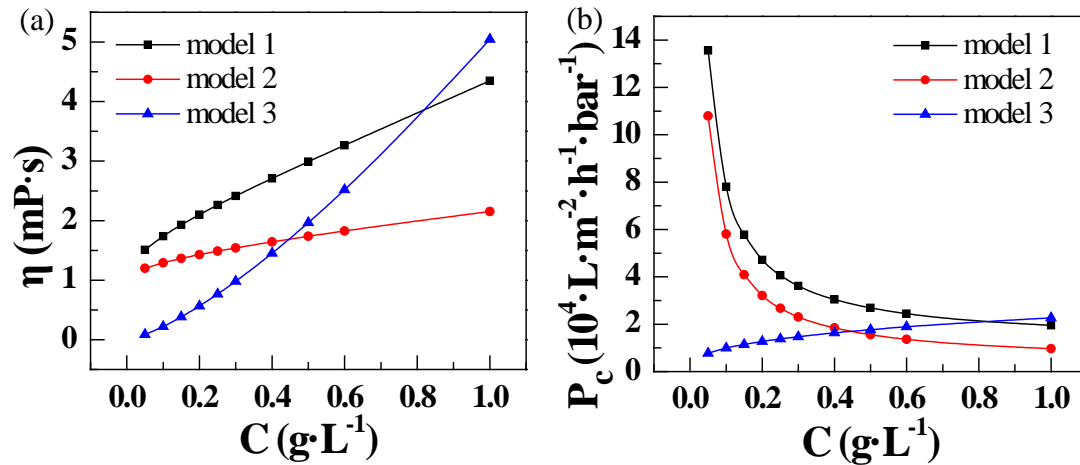 (a)
model 1
model 2
model 3
η (mP·s)
5
4
3
2
1
0
0.0 0.2 0.4 0.6 0.8 1.0
C (g·L⁻¹)
(b)
model 1
model 2
model 3
P_c (10⁴·L·m⁻²·h⁻¹·bar⁻¹)
14
12
10
8
6
4
2
0
0.0 0.2 0.4 0.6 0.8 1.0
C (g·L⁻¹)